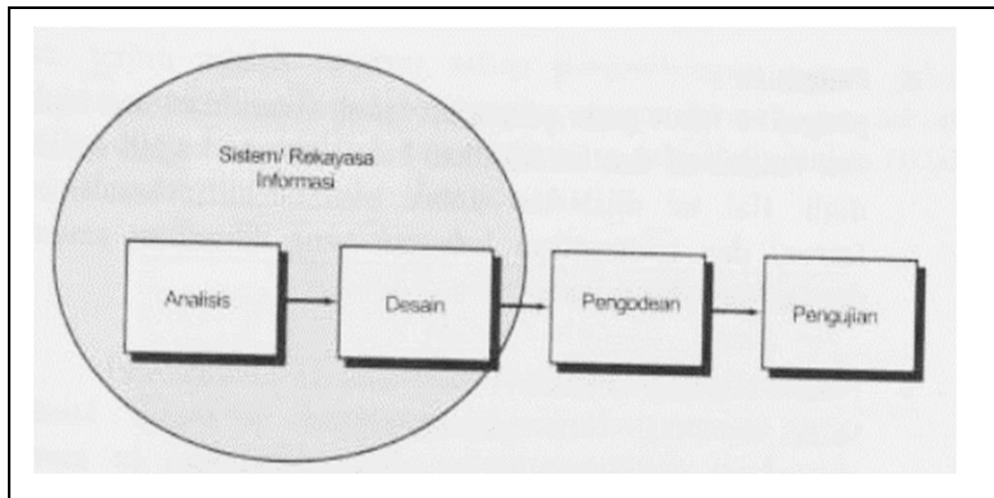 Sistem/ Rekayasa
Informasi
Analisis
Desain
Pengodean
Pengujian